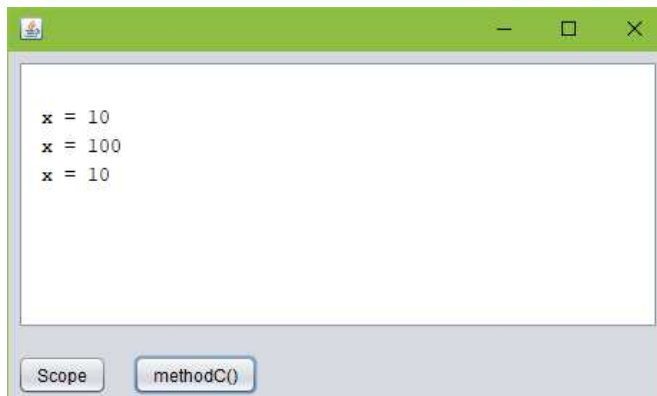 x = 10
x = 100
x = 10
Scope methodC()